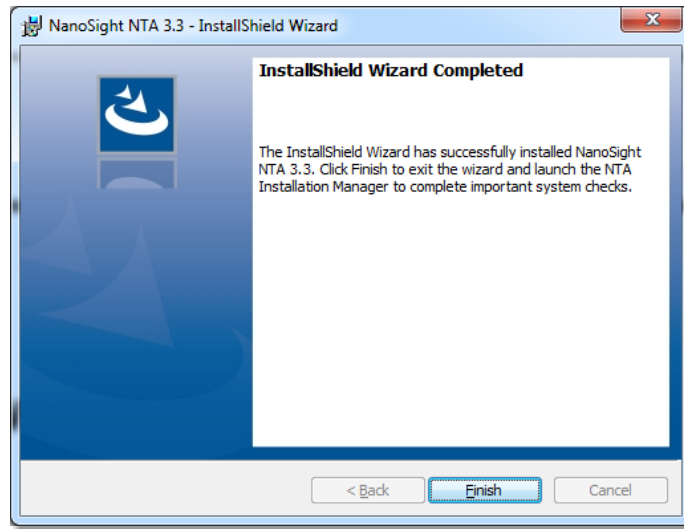 NanoSight NTA 3.3 - InstallShield Wizard
InstallShield Wizard Completed
The InstallShield Wizard has successfully installed NanoSight
NTA 3.3. Click Finish to exit the wizard and launch the NTA
Installation Manager to complete important system checks.
< Back
Finish
Cancel